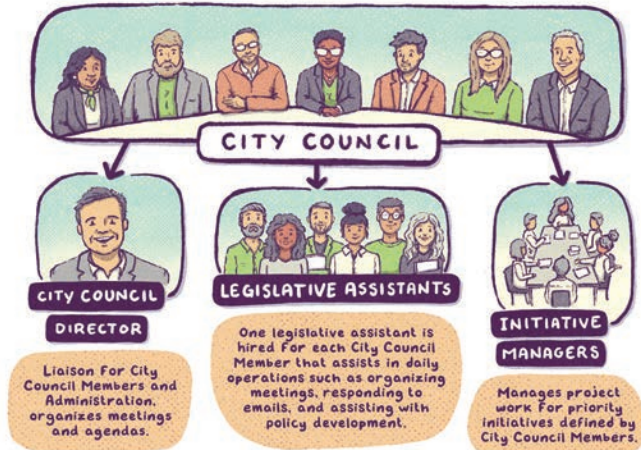 CITY COUNCIL
CITY COUNCIL
DIRECTOR
Liaison for City
Council Members and
Administration,
organizes meetings
and agendas.
LEGISLATIVE ASSISTANTS
One legislative assistant is
hired for each City Council
Member that assists in daily
operations such as organizing
meetings, responding to
emails, and assisting with
policy development.
INITIATIVE
MANAGERS
Manages project
work for priority
initiatives defined by
City Council Members.